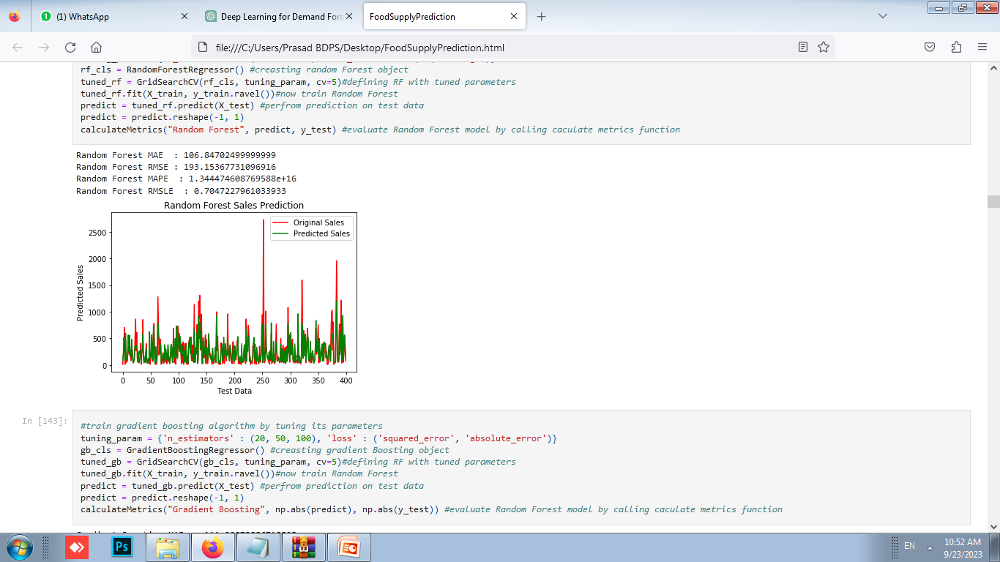 (1) WhatsApp
Deep Learning for Demand Fore
FoodSupplyPrediction
file:///C:/Users/Prasad BDPS/Desktop/FoodSupplyPrediction.html
rf_cls = RandomForestRegressor() #creasting random Forest object
tuned_rf = GridSearchCV(rf_cls, tuning_param, cv=5)#defining RF with tuned parameters
tuned_rf.fit(X_train, y_train.ravel())#now train Random Forest
predict = tuned_rf.predict(X_test) #perfrom prediction on test data
predict = predict.reshape(-1, 1)
calculateMetrics("Random Forest", predict, y_test) #evaluate Random Forest model by calling caculate metrics function
Random Forest MAE  : 106.84702499999999
Random Forest RMSE : 193.15367731096916
Random Forest MAPE  : 1.344474608769588e+16
Random Forest RMSLE  : 0.7047227961033933
Random Forest Sales Prediction
Original Sales
Predicted Sales
2500
2000
1500
1000
500
0
Predicted Sales
0 50 100 150 200 250 300 350 400
Test Data
In [143]:
#train gradient boosting algorithm by tuning its parameters
tuning_param = {'n_estimators' : (20, 50, 100), 'loss' : ('squared_error', 'absolute_error')}
gb_cls = GradientBoostingRegressor() #creasting gradient Boosting object
tuned_gb = GridSearchCV(gb_cls, tuning_param, cv=5)#defining RF with tuned parameters
tuned_gb.fit(X_train, y_train.ravel())#now train Random Forest
predict = tuned_gb.predict(X_test) #perfrom prediction on test data
predict = predict.reshape(-1, 1)
calculateMetrics("Gradient Boosting", np.abs(predict), np.abs(y_test)) #evaluate Random Forest model by calling caculate metrics function
Ps
EN
10:52 AM
9/23/2023